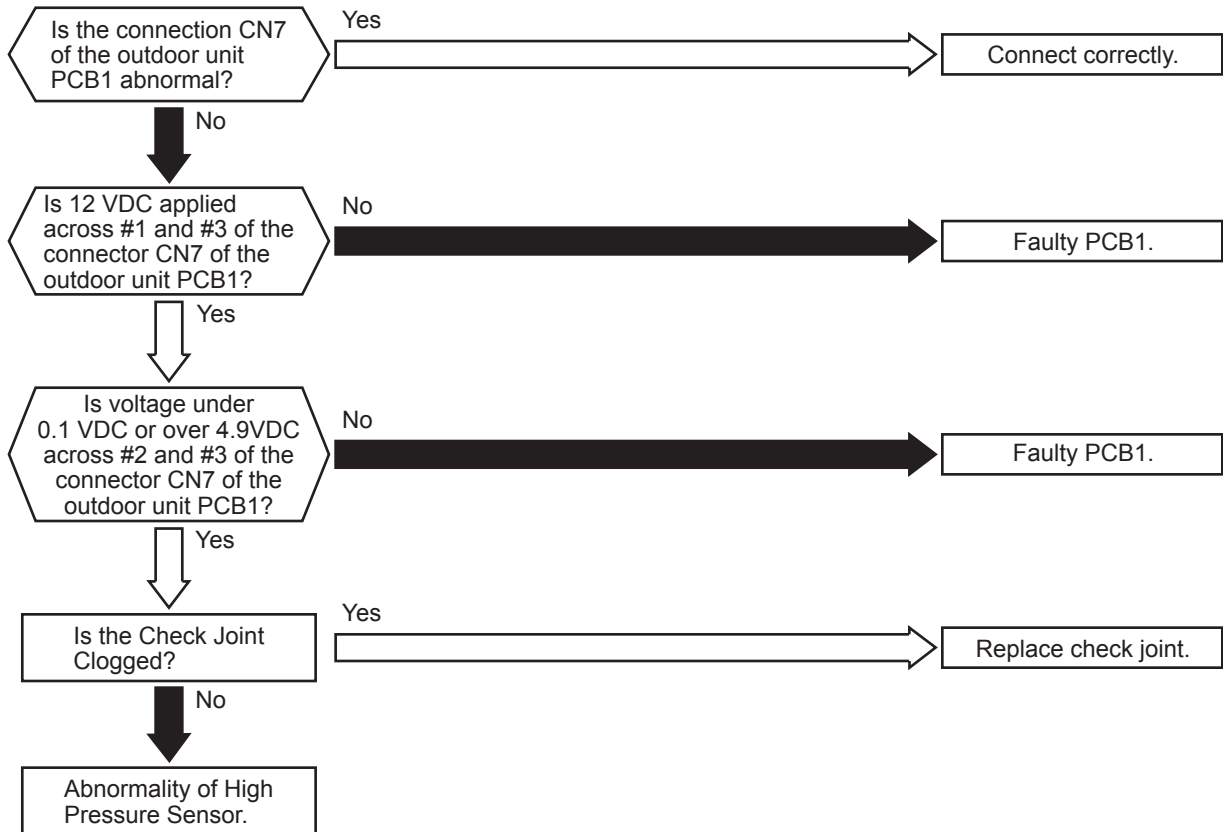 Is the connection CN7
of the outdoor unit
PCB1 abnormal?
Yes
Connect correctly.
No
Is 12 VDC applied
across #1 and #3 of the
connector CN7 of the
outdoor unit PCB1?
No
Faulty PCB1.
Yes
Is voltage under
0.1 VDC or over 4.9VDC
across #2 and #3 of the
connector CN7 of the
outdoor unit PCB1?
No
Faulty PCB1.
Yes
Is the Check Joint
Clogged?
Yes
Replace check joint.
No
Abnormality of High
Pressure Sensor.